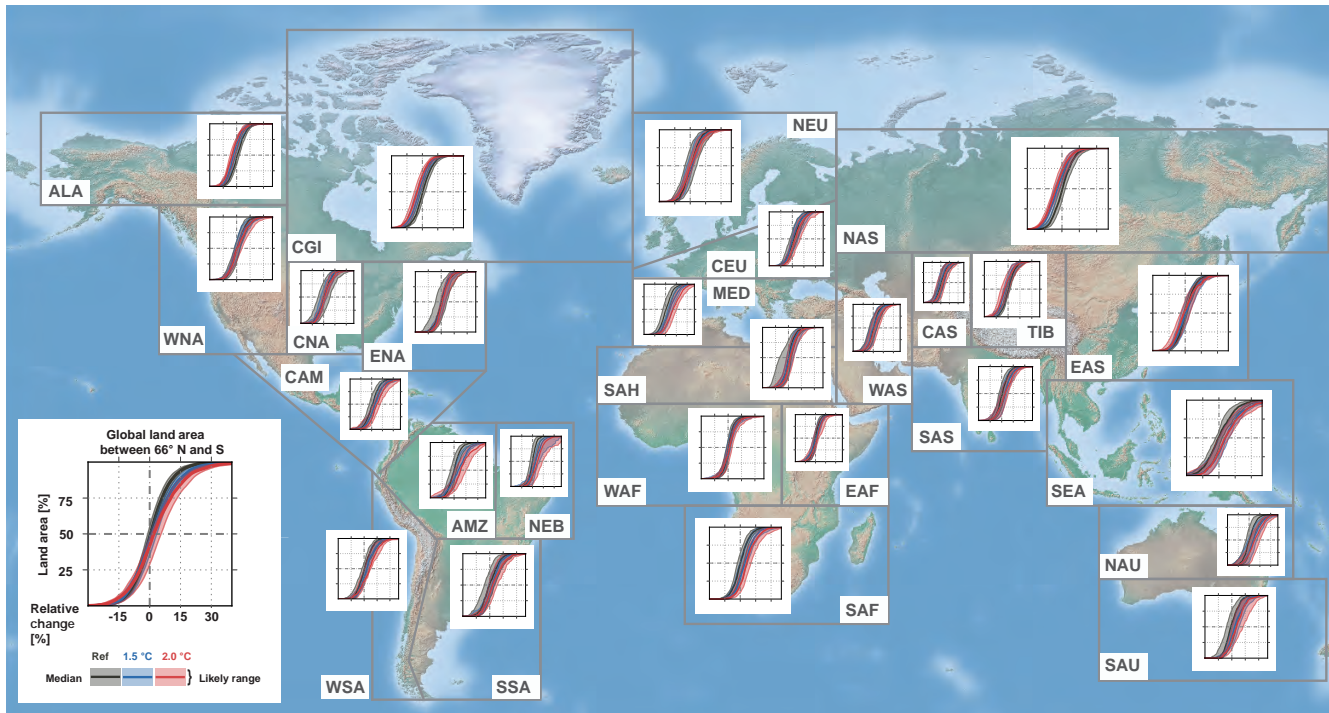 NEU
ALA
CGI
NAS
CEU
MED
WNA
CNA
ENA
CAS
TIB
EAS
CAM
SAH
WAS
SAS
WAF
EAF
SEA
AMZ
NEB
NAU
SAF
SAU
WSA
SSA
Global land area
between 66° N and S
Land area [%]
75
50
25
Relative
change
[%]
-15 0 15 30
Ref 1.5 °C 2.0 °C
Median } Likely range